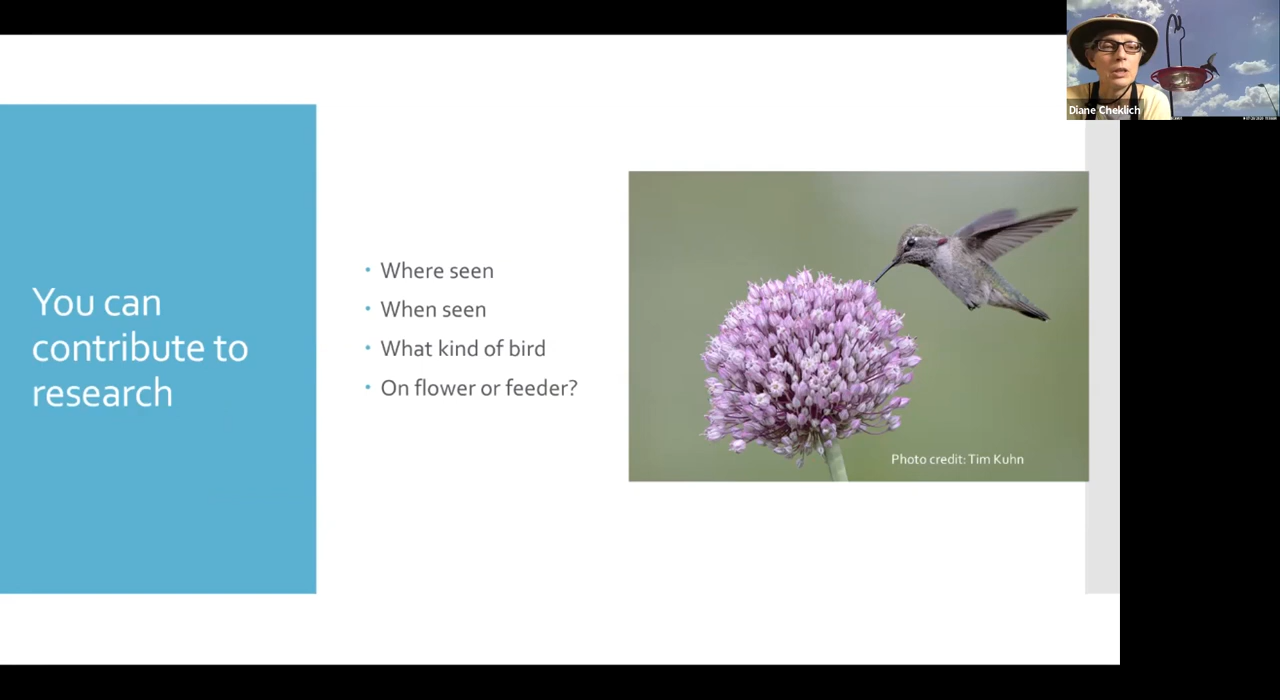 Diane Cheklich
You can
contribute to
research
• Where seen
• When seen
• What kind of bird
• On flower or feeder?
Photo credit: Tim Kuhn